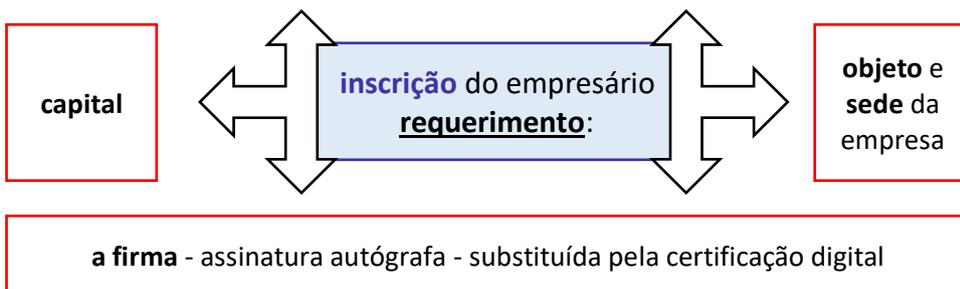 capital
inscrição do empresário
requerimento:
objeto e
sede da
empresa
a firma - assinatura autógrafa - substituída pela certificação digital